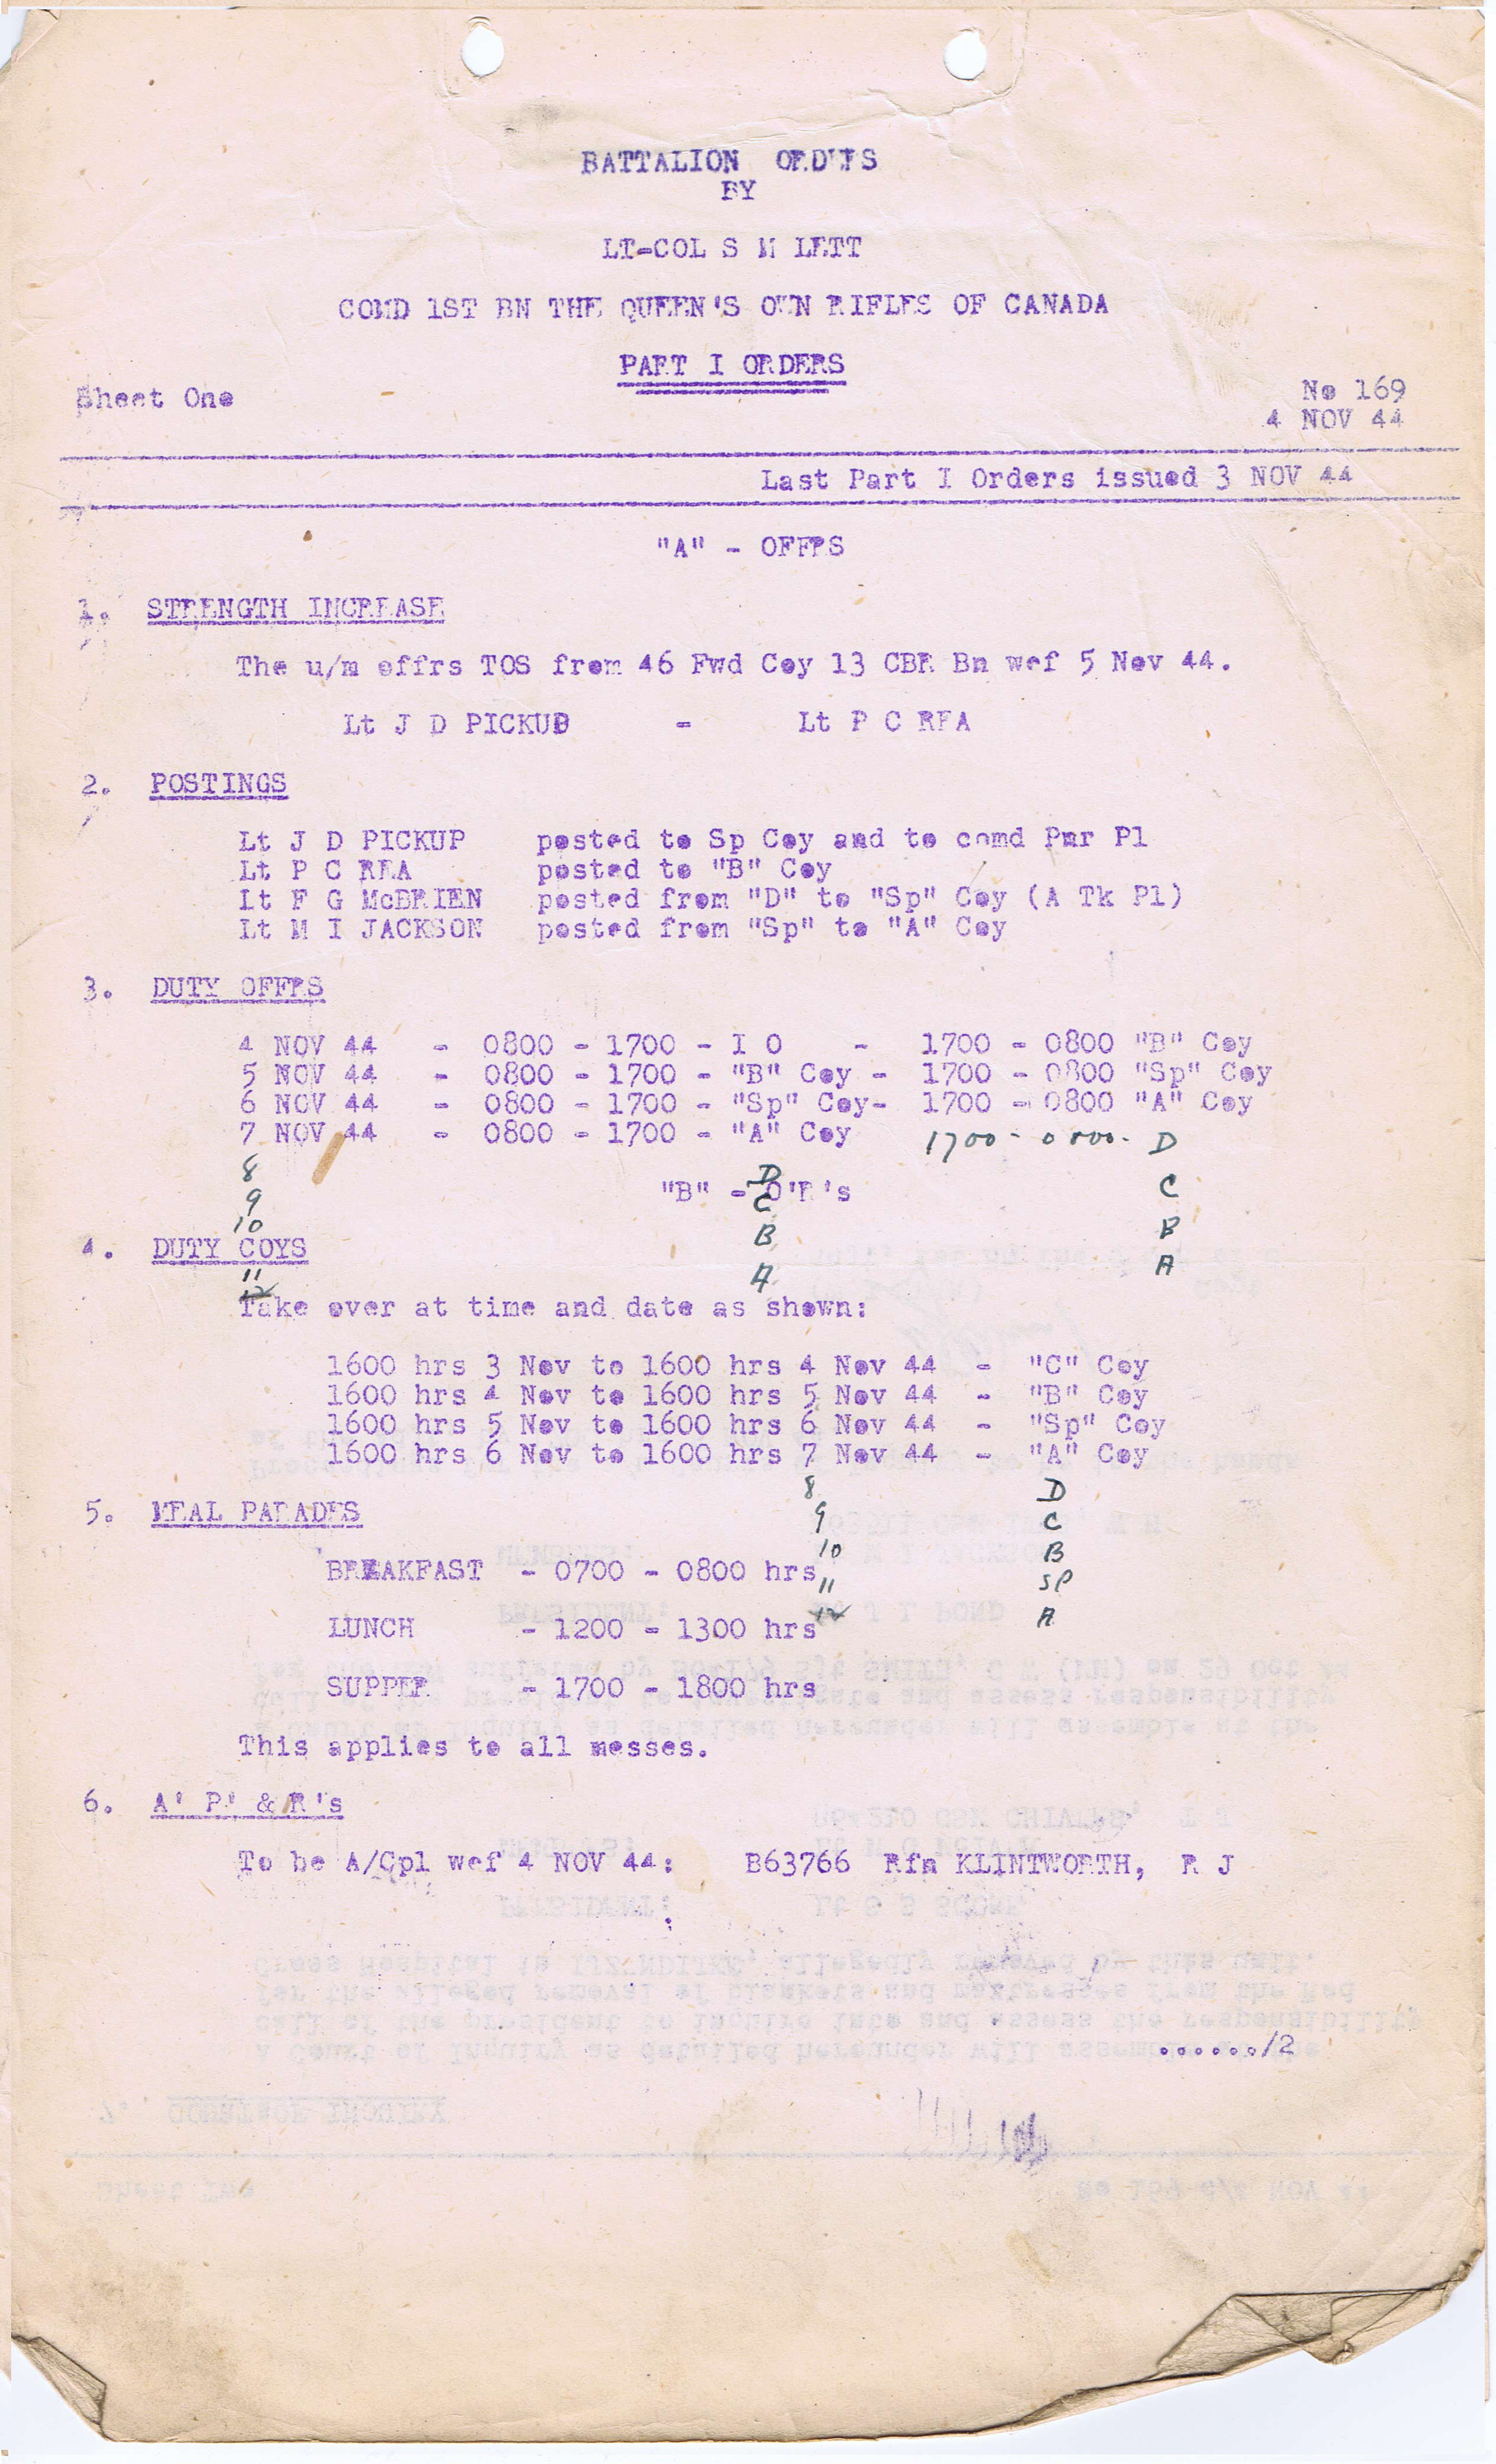 BATTALION ORDERS
BY
LT-COL S M LETT
COMD 1ST BN THE QUEEN'S OWN RIFLES OF CANADA
PART I ORDERS
Sheet One
No 169
4 NOV 44
Last Part I Orders issued 3 NOV 44
"A" - OFFRS
1. STRENGTH INCREASE
The u/m offrs TOS from 46 Fwd Coy 13 CBR Bn wef 5 Nov 44.
Lt J D PICKUP - Lt P C REA
2. POSTINGS
Lt J D PICKUP posted to Sp Coy and to comd Pnr Pl
Lt P C REA posted to "B" Coy
Lt F G McBRIEN posted from "D" to "Sp" Coy (A Tk Pl)
Lt M I JACKSON posted from "Sp" to "A" Coy
3. DUTY OFFRS
4 NOV 44 - 0800 - 1700 - I O - 1700 - 0800 "B" Coy
5 NOV 44 - 0800 - 1700 - "B" Coy - 1700 - 0800 "Sp" Coy
6 NOV 44 - 0800 - 1700 - "Sp" Coy- 1700 - 0800 "A" Coy
7 NOV 44 - 0800 - 1700 - "A" Coy 1700 - 0800 - D
8 D C
"B" - O'R's
9 C B
10 B A
4. DUTY COYS
11 A
12
Take over at time and date as shown:
1600 hrs 3 Nov to 1600 hrs 4 Nov 44 - "C" Coy
1600 hrs 4 Nov to 1600 hrs 5 Nov 44 - "B" Coy
1600 hrs 5 Nov to 1600 hrs 6 Nov 44 - "Sp" Coy
1600 hrs 6 Nov to 1600 hrs 7 Nov 44 - "A" Coy
8 D
5. MEAL PARADES
9 C
10 B
BREAKFAST - 0700 - 0800 hrs
11 SP
12 A
LUNCH - 1200 - 1300 hrs
SUPPER - 1700 - 1800 hrs
This applies to all messes.
6. A' P' & R's
To be A/Cpl wef 4 NOV 44: B63766 Rfn KLINTWORTH, R J
....../2